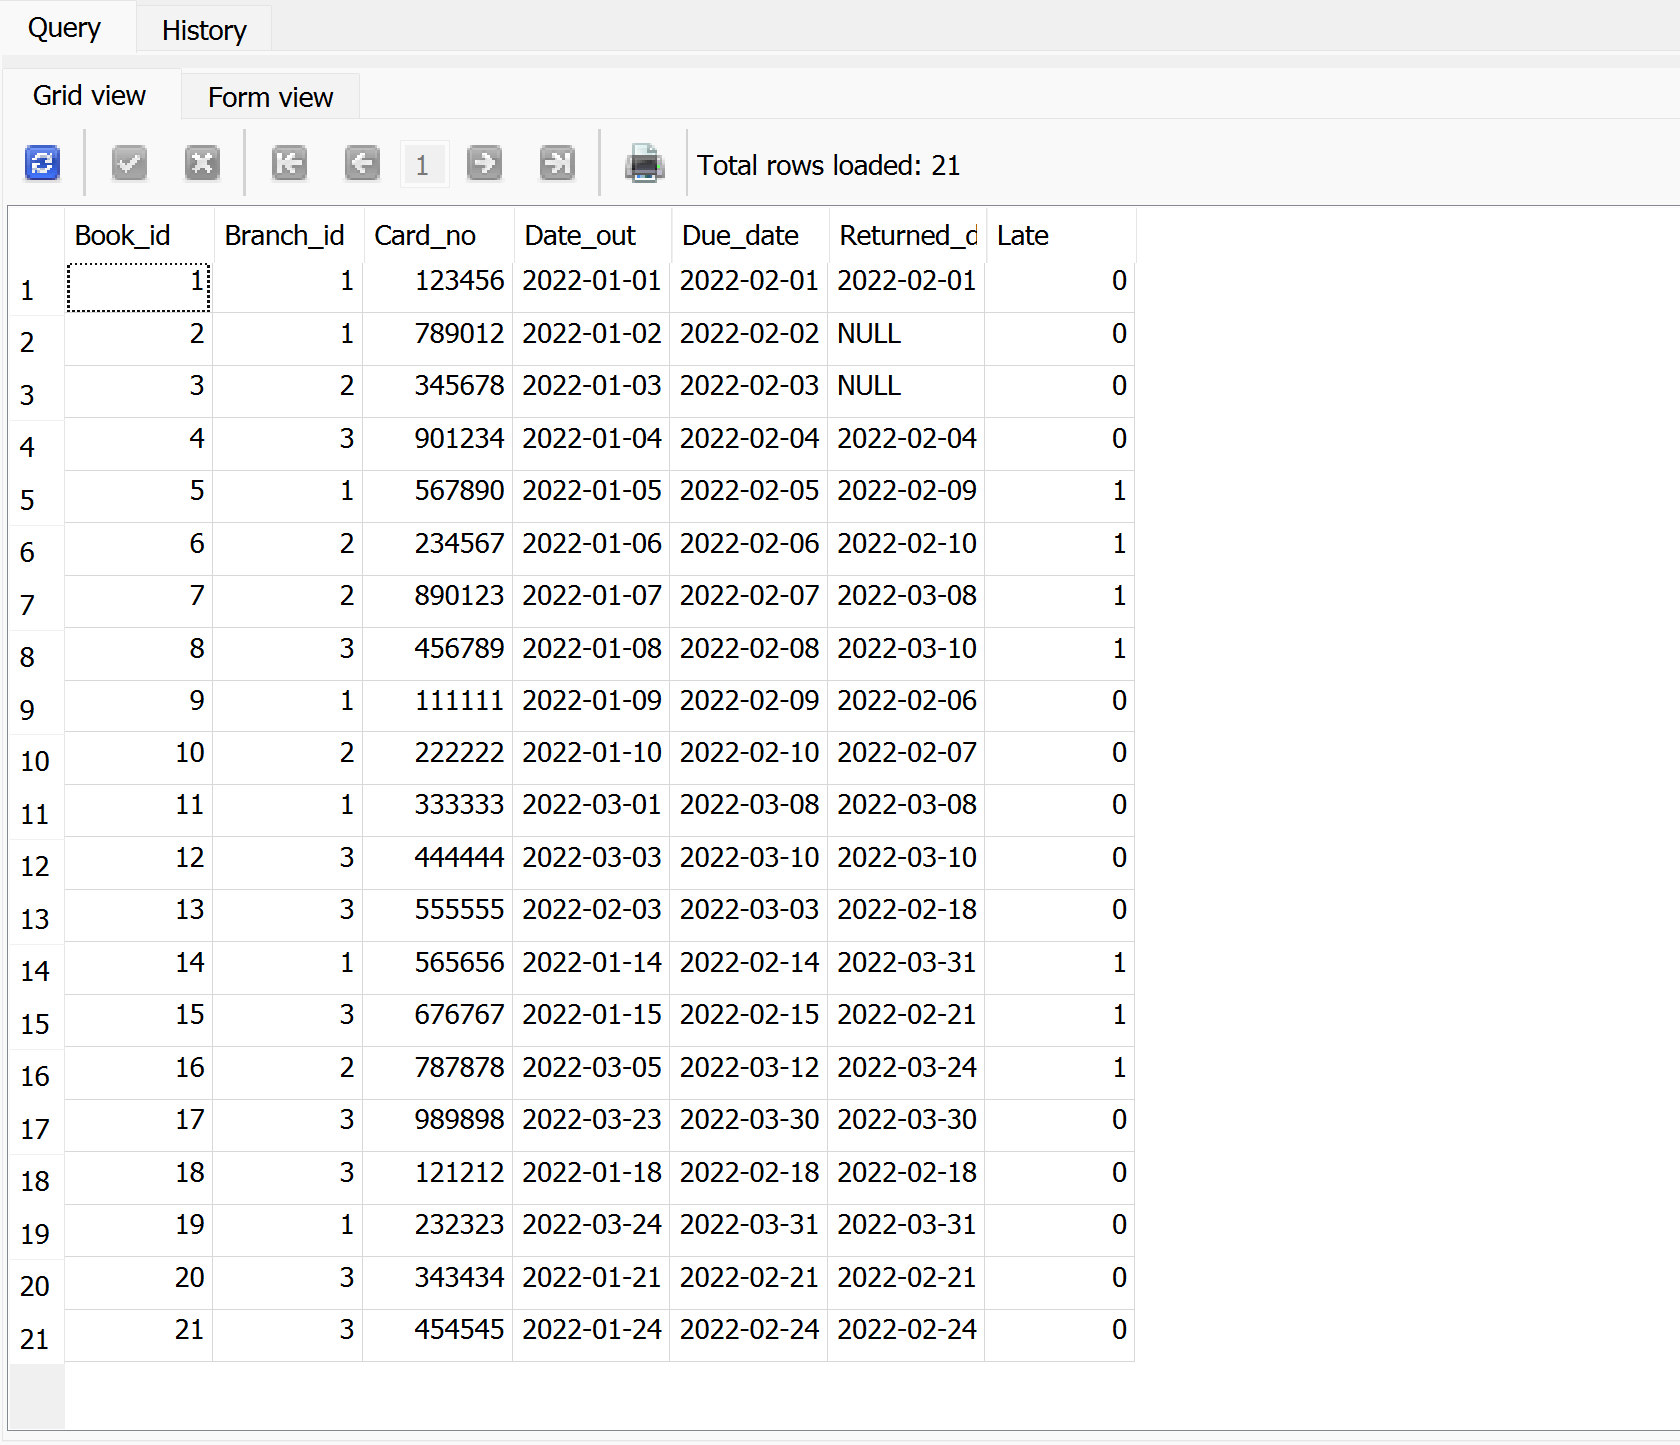 Query History
Grid view Form view
1 Total rows loaded: 21
Book_id Branch_id Card_no Date_out Due_date Returned_d Late
1 1 1 123456 2022-01-01 2022-02-01 2022-02-01 0
2 2 1 789012 2022-01-02 2022-02-02 NULL 0
3 3 2 345678 2022-01-03 2022-02-03 NULL 0
4 4 3 901234 2022-01-04 2022-02-04 2022-02-04 0
5 5 1 567890 2022-01-05 2022-02-05 2022-02-09 1
6 6 2 234567 2022-01-06 2022-02-06 2022-02-10 1
7 7 2 890123 2022-01-07 2022-02-07 2022-03-08 1
8 8 3 456789 2022-01-08 2022-02-08 2022-03-10 1
9 9 1 111111 2022-01-09 2022-02-09 2022-02-06 0
10 10 2 222222 2022-01-10 2022-02-10 2022-02-07 0
11 11 1 333333 2022-03-01 2022-03-08 2022-03-08 0
12 12 3 444444 2022-03-03 2022-03-10 2022-03-10 0
13 13 3 555555 2022-02-03 2022-03-03 2022-02-18 0
14 14 1 565656 2022-01-14 2022-02-14 2022-03-31 1
15 15 3 676767 2022-01-15 2022-02-15 2022-02-21 1
16 16 2 787878 2022-03-05 2022-03-12 2022-03-24 1
17 17 3 989898 2022-03-23 2022-03-30 2022-03-30 0
18 18 3 121212 2022-01-18 2022-02-18 2022-02-18 0
19 19 1 232323 2022-03-24 2022-03-31 2022-03-31 0
20 20 3 343434 2022-01-21 2022-02-21 2022-02-21 0
21 21 3 454545 2022-01-24 2022-02-24 2022-02-24 0